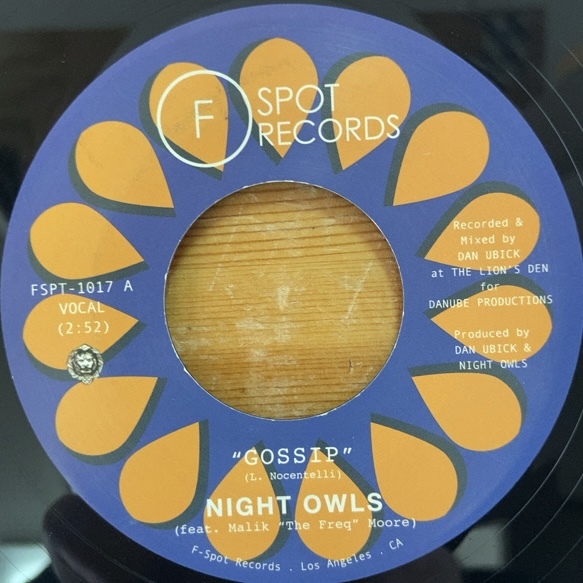 F
SPOT
RECORDS
FSPT-1017 A
VOCAL
(2:52)
Recorded &
Mixed by
DAN UBICK
at THE LION'S DEN
for
DANUBE PRODUCTIONS
Produced by
DAN UBICK &
NIGHT OWLS
"GOSSIP"
(L. Nocentelli)
NIGHT OWLS
(feat. Malik "The Freq" Moore)
F-Spot Records . Los Angeles . CA